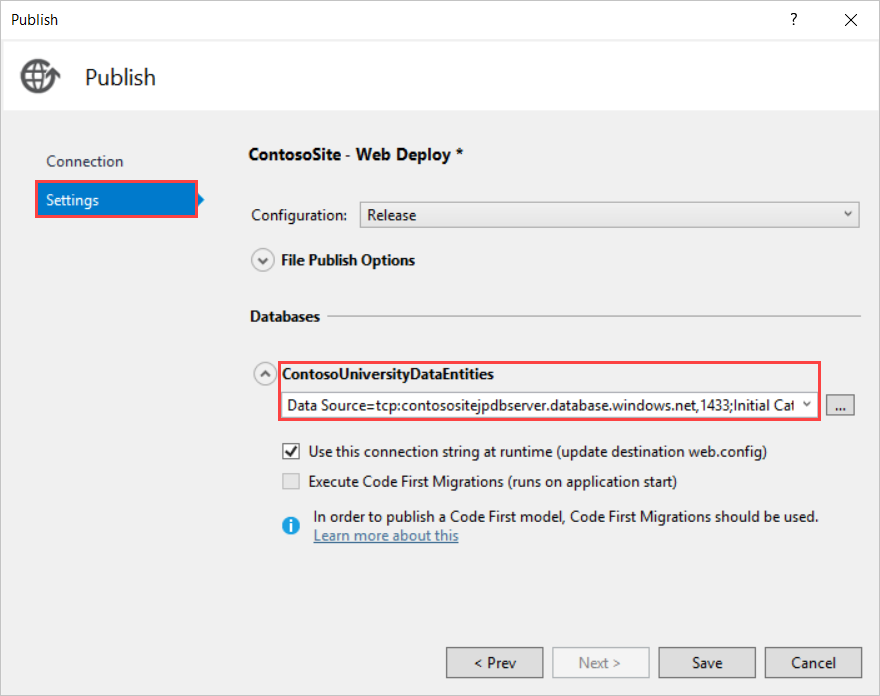 Publish
?
Publish
Connection
Settings
ContosoSite - Web Deploy *
Configuration:
Release
File Publish Options
Databases
ContosoUniversityDataEntities
Data Source=tcp:contosositejpdbserver.database.windows.net,1433;Initial Cat
...
Use this connection string at runtime (update destination web.config)
Execute Code First Migrations (runs on application start)
In order to publish a Code First model, Code First Migrations should be used.
Learn more about this
< Prev
Next >
Save
Cancel